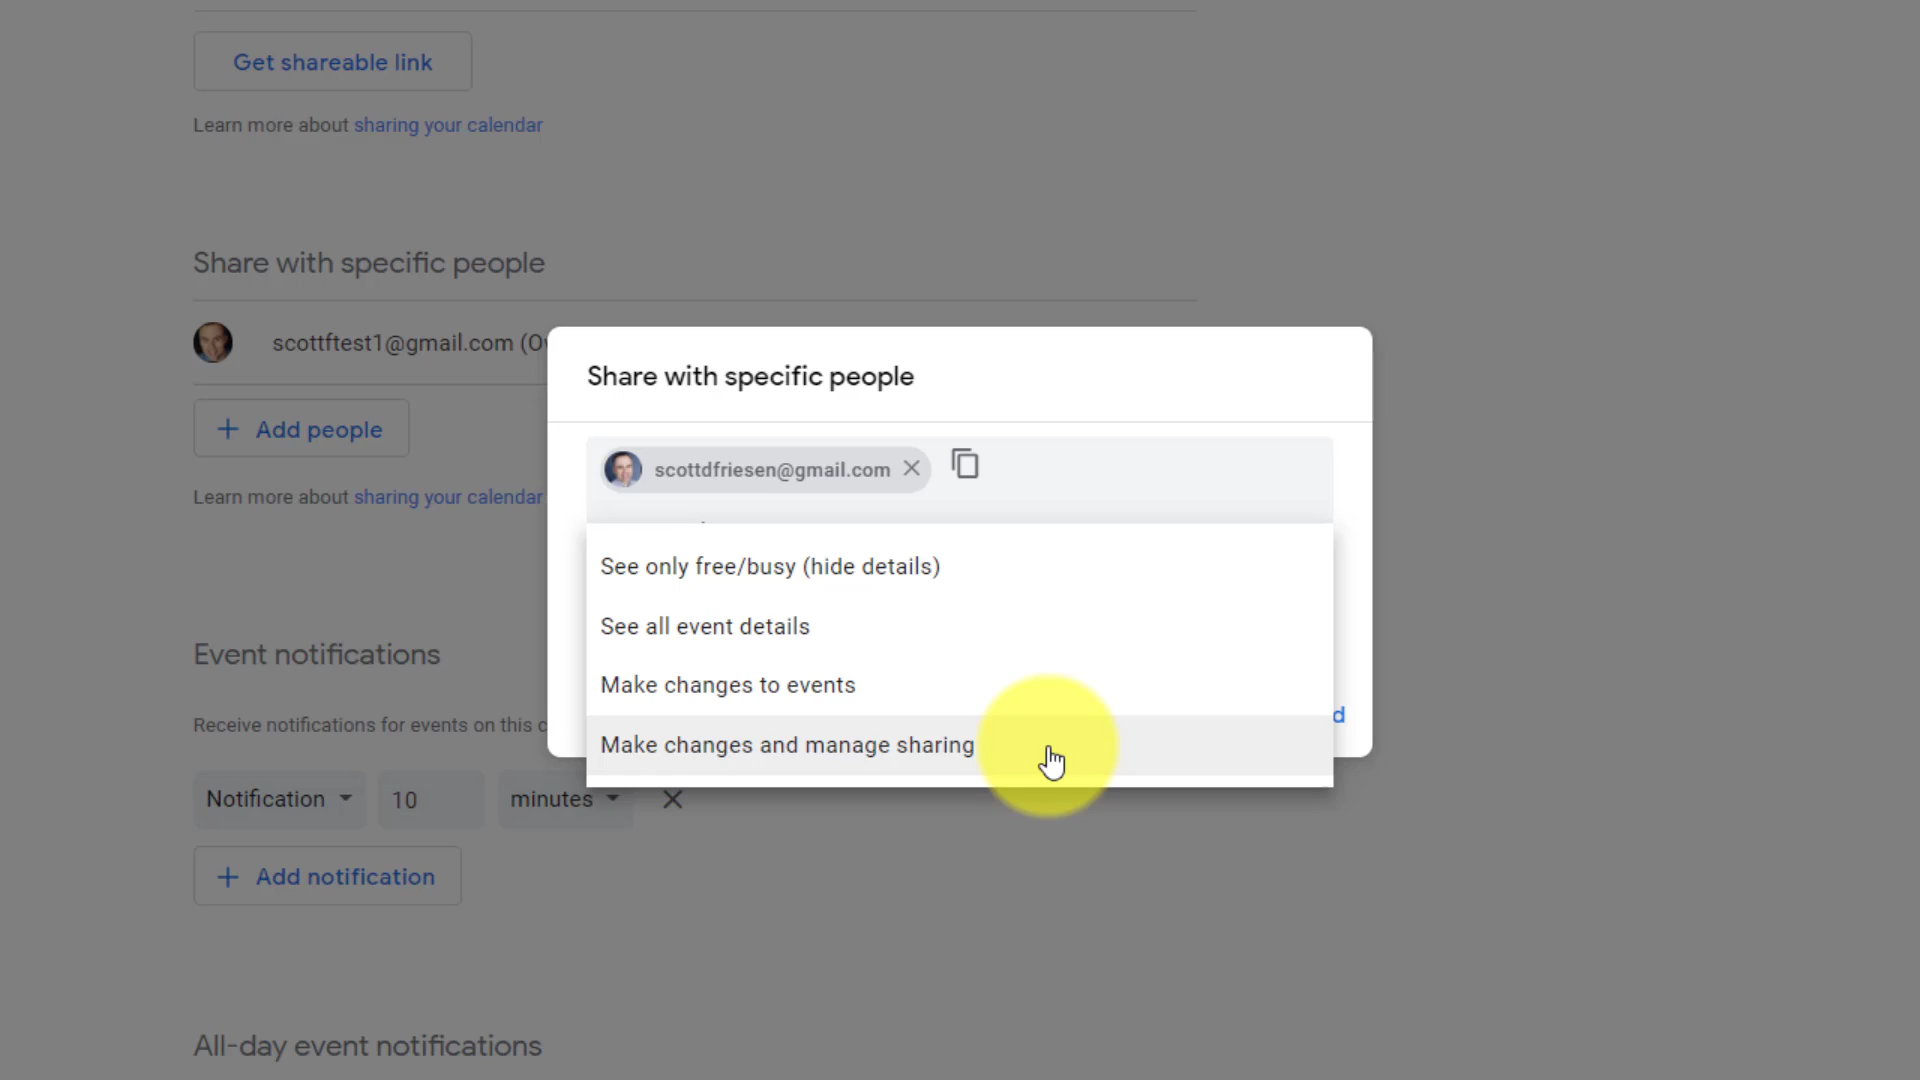 Get shareable link
Learn more about sharing your calendar
Share with specific people
scottftest1@gmail.com
Add people
Learn more about sharing your calendar
Share with specific people
scottdfriesen@gmail.com
See only free/busy (hide details)
See all event details
Make changes to events
Make changes and manage sharing
Event notifications
Receive notifications for events on this
Notification
10
minutes
Add notification
All-day event notifications